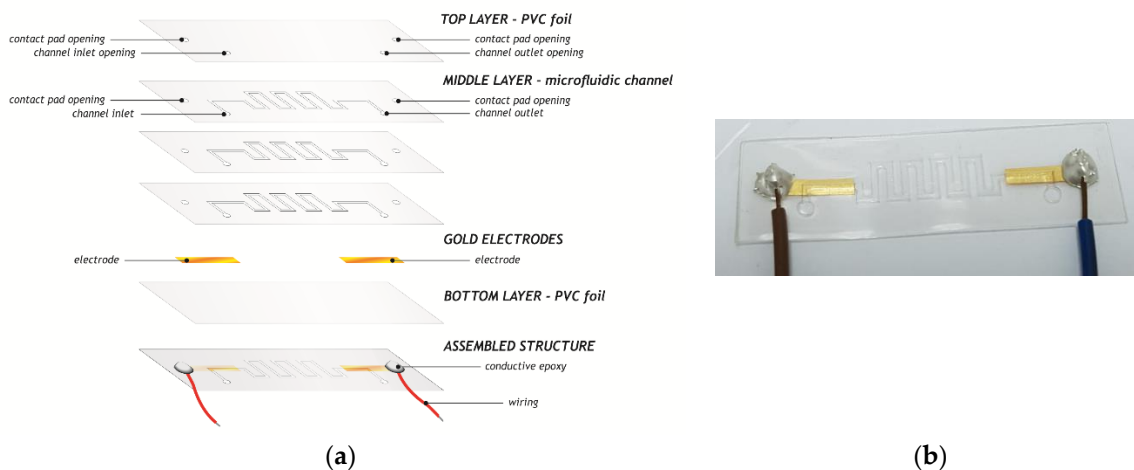 TOP LAYER - PVC foil
contact pad opening
contact pad opening
channel inlet opening
channel outlet opening
MIDDLE LAYER - microfluidic channel
contact pad opening
contact pad opening
channel inlet
channel outlet
GOLD ELECTRODES
electrode
electrode
BOTTOM LAYER - PVC foil
ASSEMBLED STRUCTURE
conductive epoxy
wiring
(a)
(b)